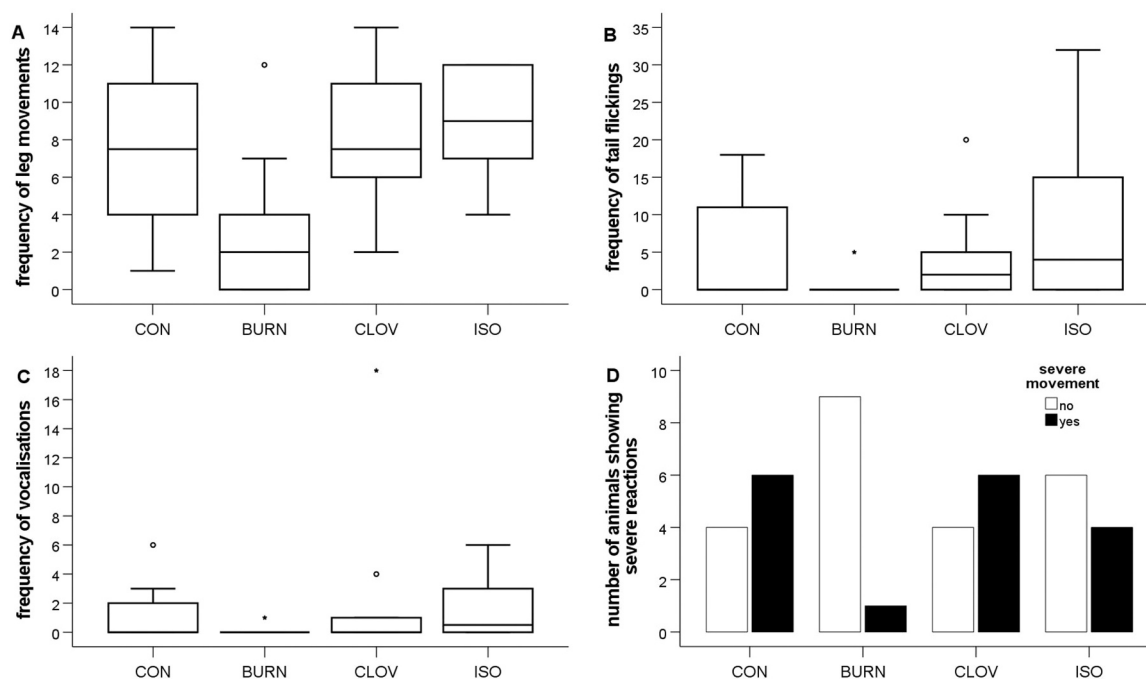 A
frequency of leg movements
14
12
10
8
6
4
2
0
CON BURN CLOV ISO
B
frequency of tail flickings
35
30
25
20
15
10
5
0
CON BURN CLOV ISO
C
frequency of vocalisations
18
16
14
12
10
8
6
4
2
0
CON BURN CLOV ISO
D
number of animals showing
severe reactions
10
8
6
4
2
0
severe
movement
no
yes
CON BURN CLOV ISO